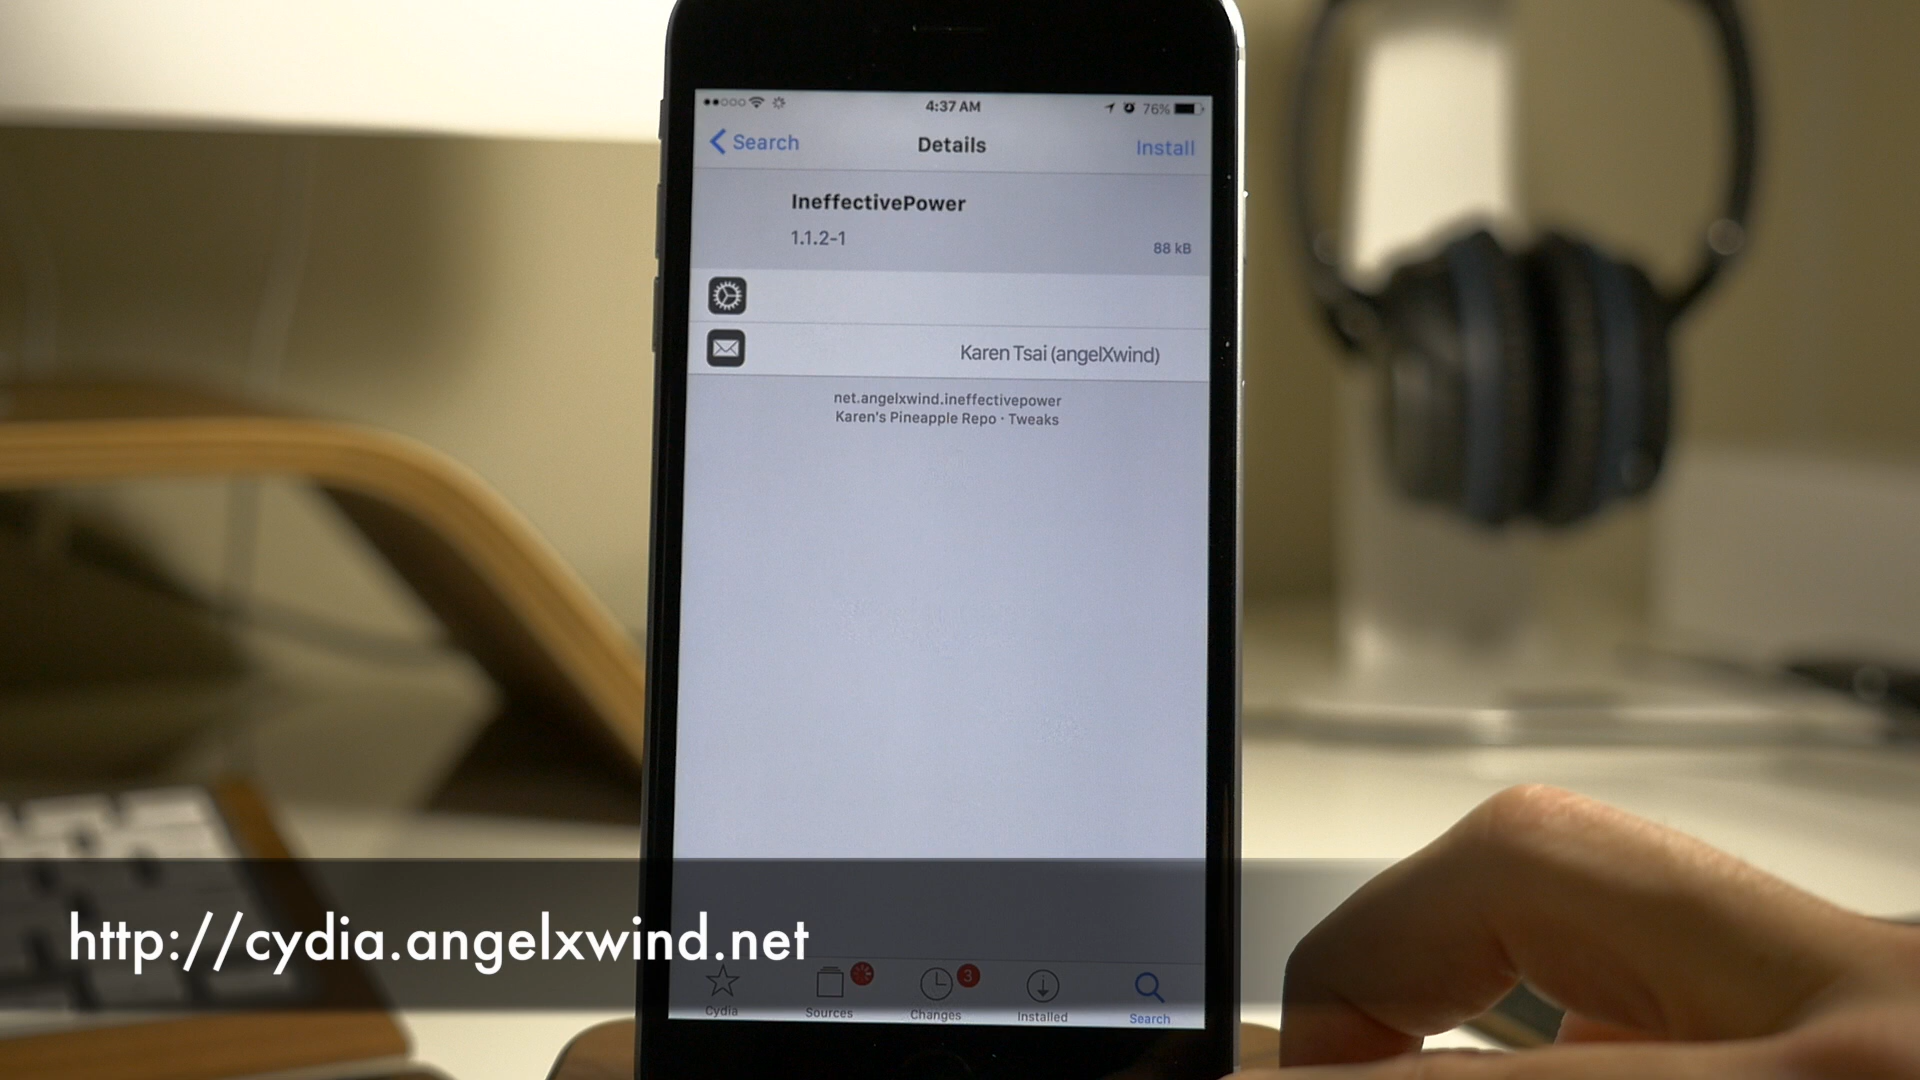 4:37 AM
76%
Search
Details
Install
IneffectivePower
1.1.2-1
88 kB
Karen Tsai (angelXwind)
net.angelxwind.ineffectivepower
Karen's Pineapple Repo · Tweaks
http://cydia.angelxwind.net
3
Cydia
Sources
Changes
Installed
Search